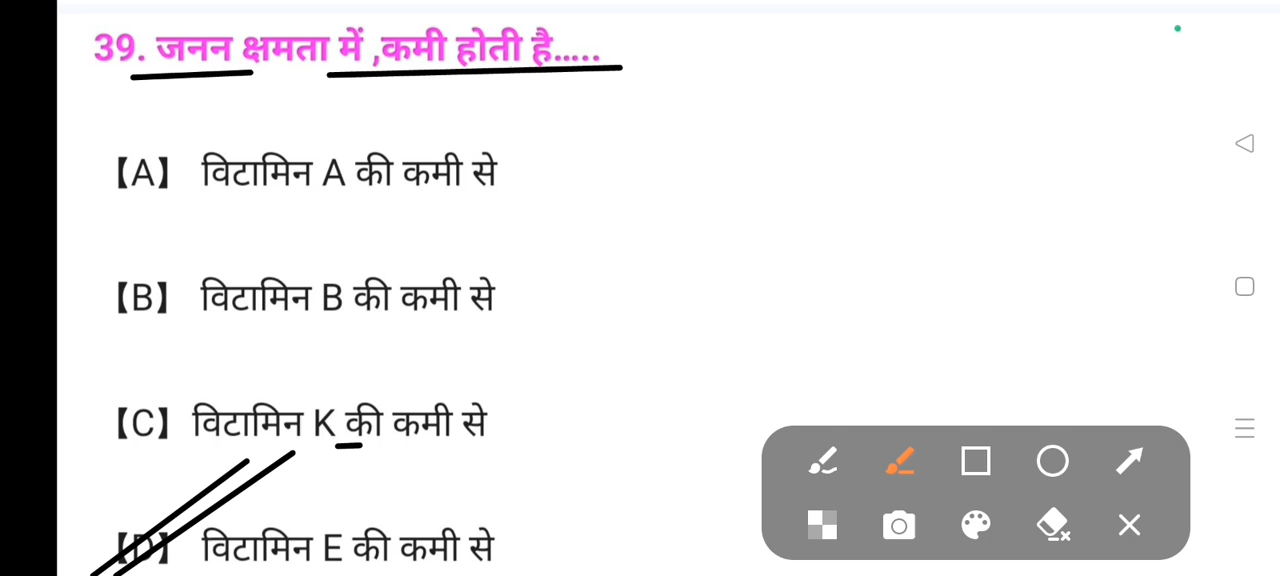 39. जनन क्षमता में ,कमी होती है.....
【A】 विटामिन A की कमी से
【B】 विटामिन B की कमी से
【C】 विटामिन K की कमी से
【D】 विटामिन E की कमी से